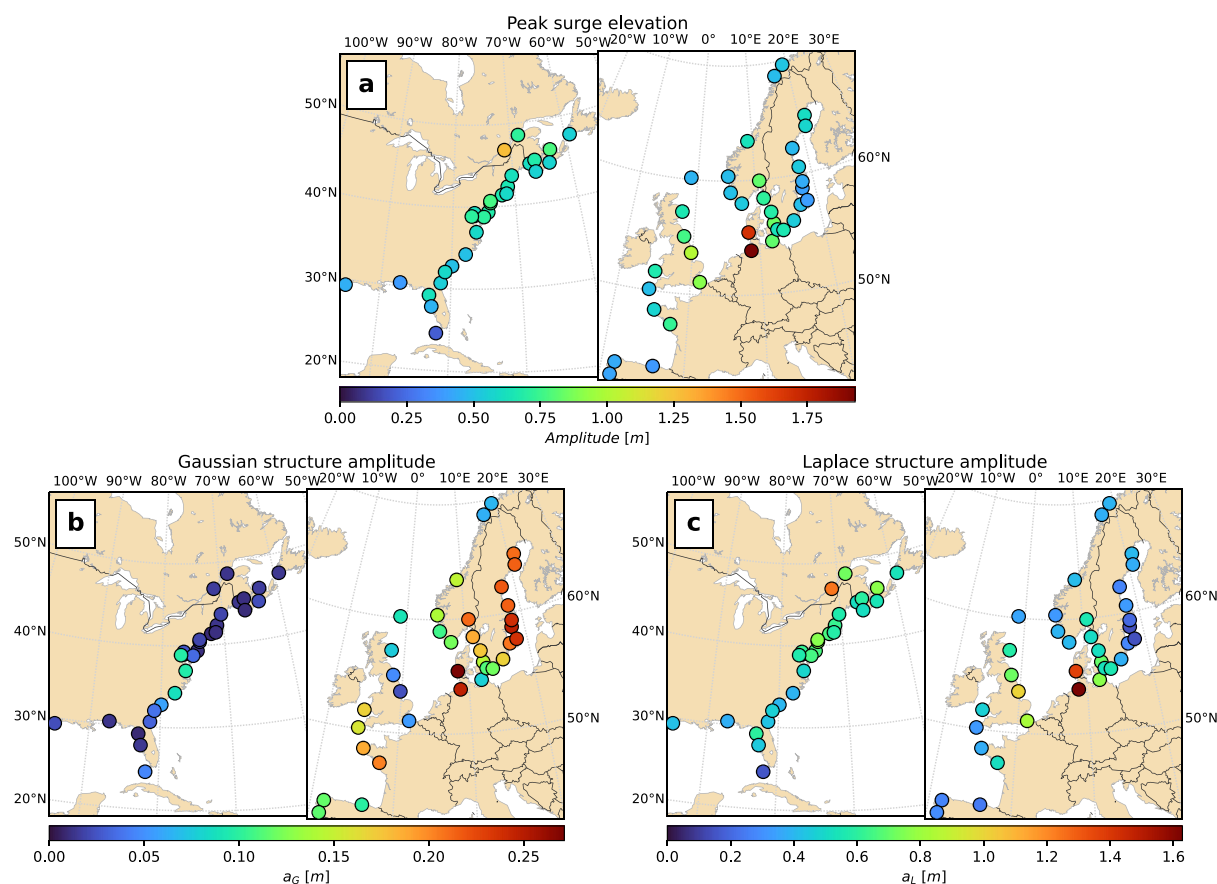 Peak surge elevation
100°W 90°W 80°W 70°W 60°W 50°W 20°W 10°W 0° 10°E 20°E 30°E
a
50°N
60°N
40°N
50°N
30°N
20°N
0.00 0.25 0.50 0.75 1.00 1.25 1.50 1.75
Amplitude [m]
Gaussian structure amplitude
100°W 90°W 80°W 70°W 60°W 50°W 20°W 10°W 0° 10°E 20°E 30°E
b
50°N
60°N
40°N
50°N
30°N
20°N
0.00 0.05 0.10 0.15 0.20 0.25
a_G [m]
Laplace structure amplitude
100°W 90°W 80°W 70°W 60°W 50°W 20°W 10°W 0° 10°E 20°E 30°E
c
50°N
60°N
40°N
50°N
30°N
20°N
0.0 0.2 0.4 0.6 0.8 1.0 1.2 1.4 1.6
a_L [m]